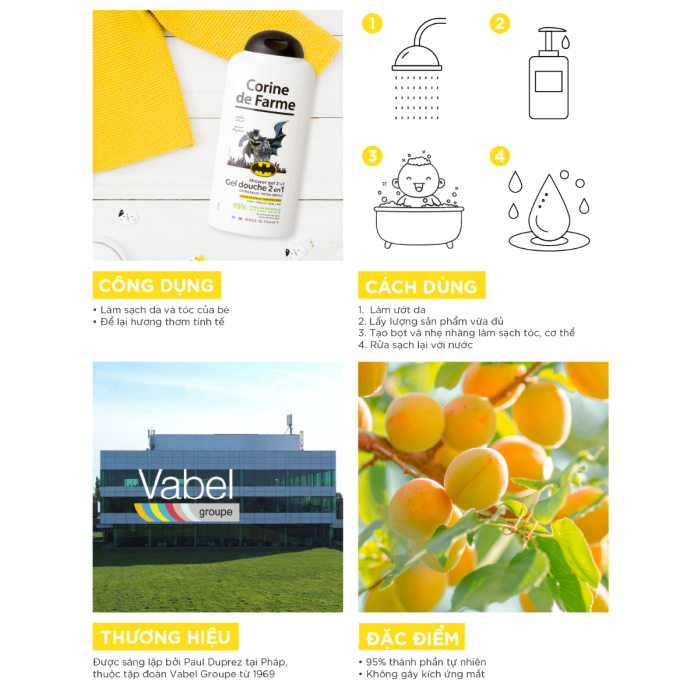 Corine
de Farme
Shower gel 2 in 1
Gel douche 2 en 1
EXTRA DOUX - EXTRA GENTLE
95%
MADE IN FRANCE
1
2
3
4
CÔNG DỤNG
• Làm sạch da và tóc của bé
• Để lại hương thơm tinh tế
CÁCH DÙNG
1. Làm ướt da
2. Lấy lượng sản phẩm vừa đủ
3. Tạo bọt và nhẹ nhàng làm sạch tóc, cơ thể
4. Rửa sạch lại với nước
Vabel
groupe
THƯƠNG HIỆU
Được sáng lập bởi Paul Duprez tại Pháp,
thuộc tập đoàn Vabel Groupe từ 1969
ĐẶC ĐIỂM
• 95% thành phần tự nhiên
• Không gây kích ứng mắt